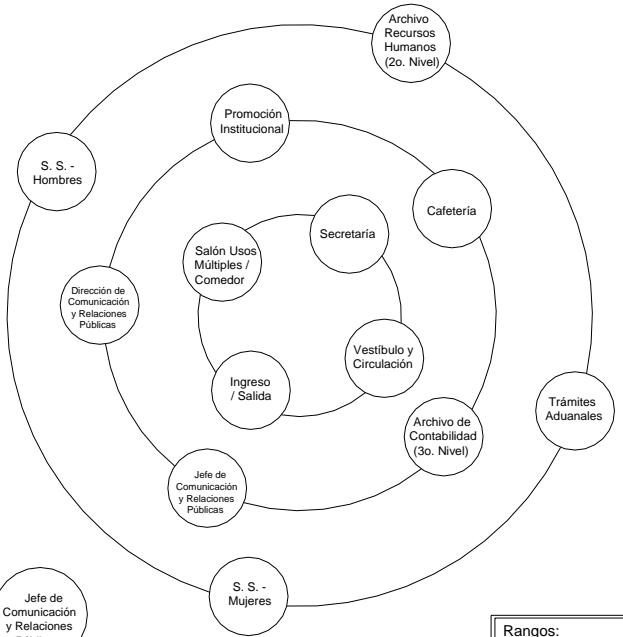 Archivo
Recursos
Humanos
(2o. Nivel)
Promoción
Institucional
S. S. -
Hombres
Cafetería
Secretaría
Salón Usos
Múltiples /
Comedor
Dirección de
Comunicación
y Relaciones
Públicas
Vestíbulo y
Circulación
Ingreso
/ Salida
Trámites
Aduanales
Archivo de
Contabilidad
(3o. Nivel)
Jefe de
Comunicación
y Relaciones
Públicas
S. S. -
Mujeres
Jefe de
Comunicación
y Relaciones
Rangos: